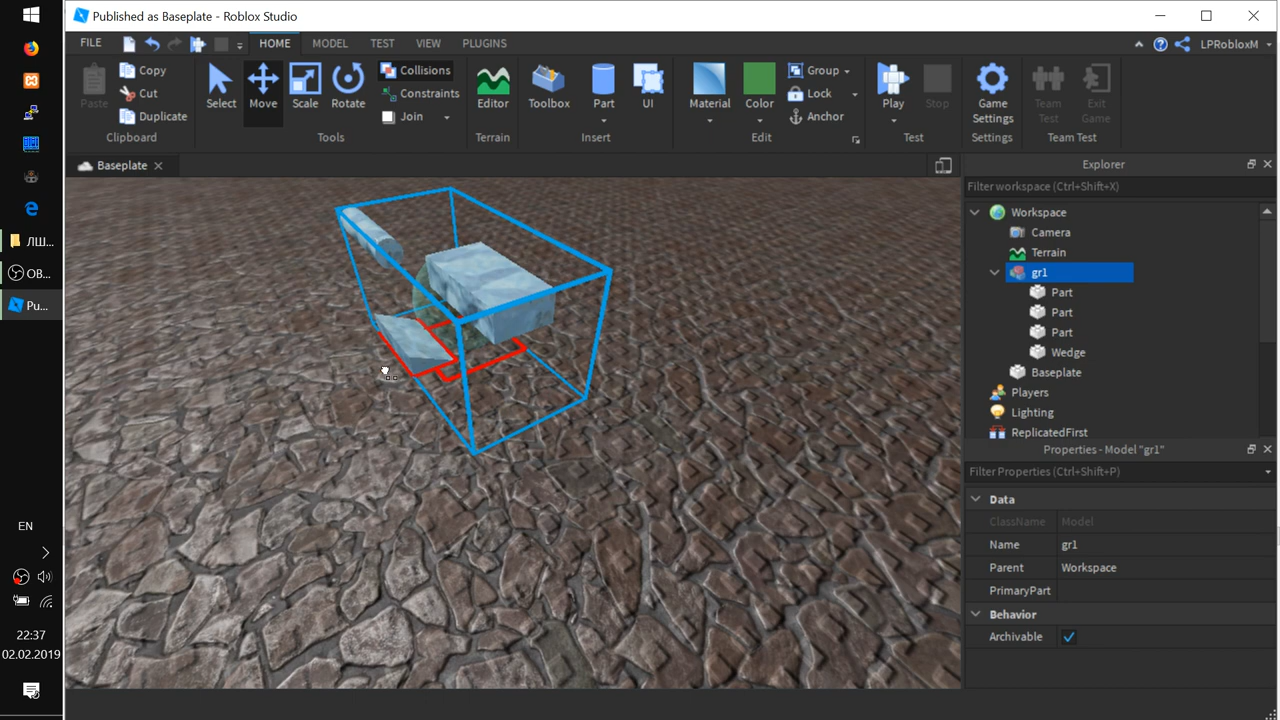 Published as Baseplate - Roblox Studio
FILE HOME MODEL TEST VIEW PLUGINS LPRobloxM
Paste Copy Cut Duplicate
Clipboard
Select Move Scale Rotate Collisions Constraints Join
Tools
Editor
Terrain
Toolbox Part UI
Insert
Material Color Group Lock Anchor
Edit
Play Stop
Test
Game Settings
Settings
Team Test Exit Game
Team Test
Baseplate
Explorer
Filter workspace (Ctrl+Shift+X)
Workspace
Camera
Terrain
gr1
Part
Part
Part
Wedge
Baseplate
Players
Lighting
ReplicatedFirst
Properties - Model "gr1"
Filter Properties (Ctrl+Shift+P)
Data
ClassName Model
Name gr1
Parent Workspace
PrimaryPart
Behavior
Archivable
ЛШ...
OB...
Pu...
EN
22:37
02.02.2019